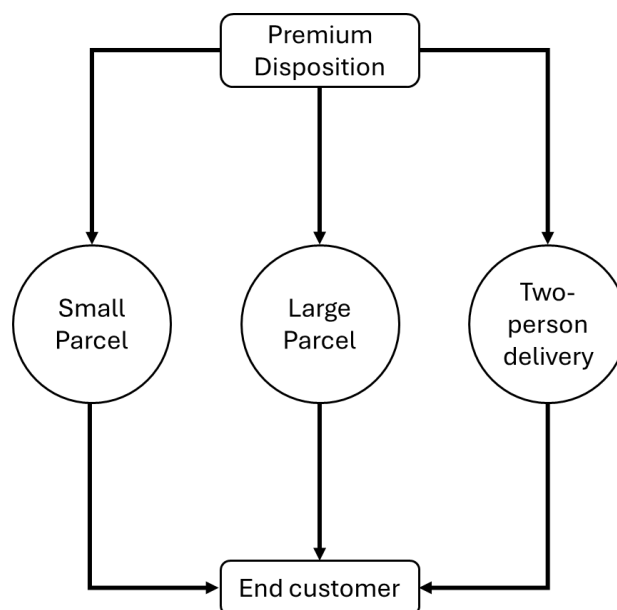 Premium
Disposition
Small
Parcel
Large
Parcel
Two-
person
delivery
End customer